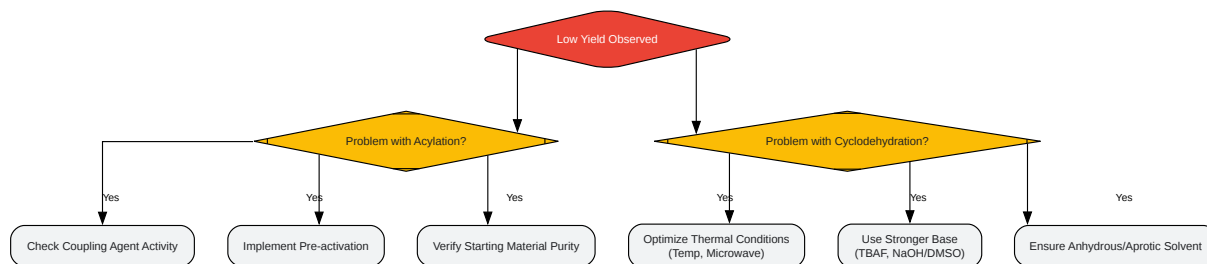 Low Yield Observed
Problem with Acylation?
Problem with Cyclodehydration?
Yes
Yes
Yes
Yes
Yes
Yes
Check Coupling Agent Activity
Implement Pre-activation
Verify Starting Material Purity
Optimize Thermal Conditions
(Temp, Microwave)
Use Stronger Base
(TBAF, NaOH/DMSO)
Ensure Anhydrous/Aprotic Solvent